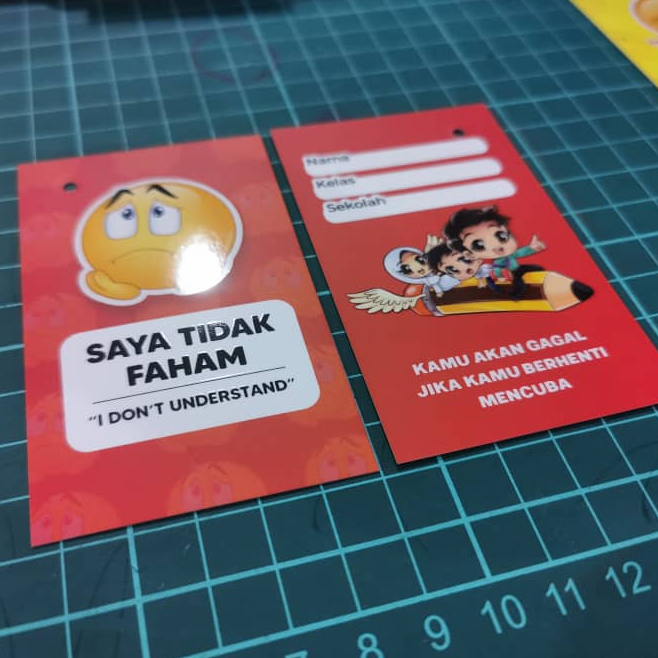 SAYA TIDAK
FAHAM
"I DON'T UNDERSTAND"
Nama
Kelas
Sekolah
KAMU AKAN GAGAL
JIKA KAMU BERHENTI
MENCUBA
7 8 9 10 11 12